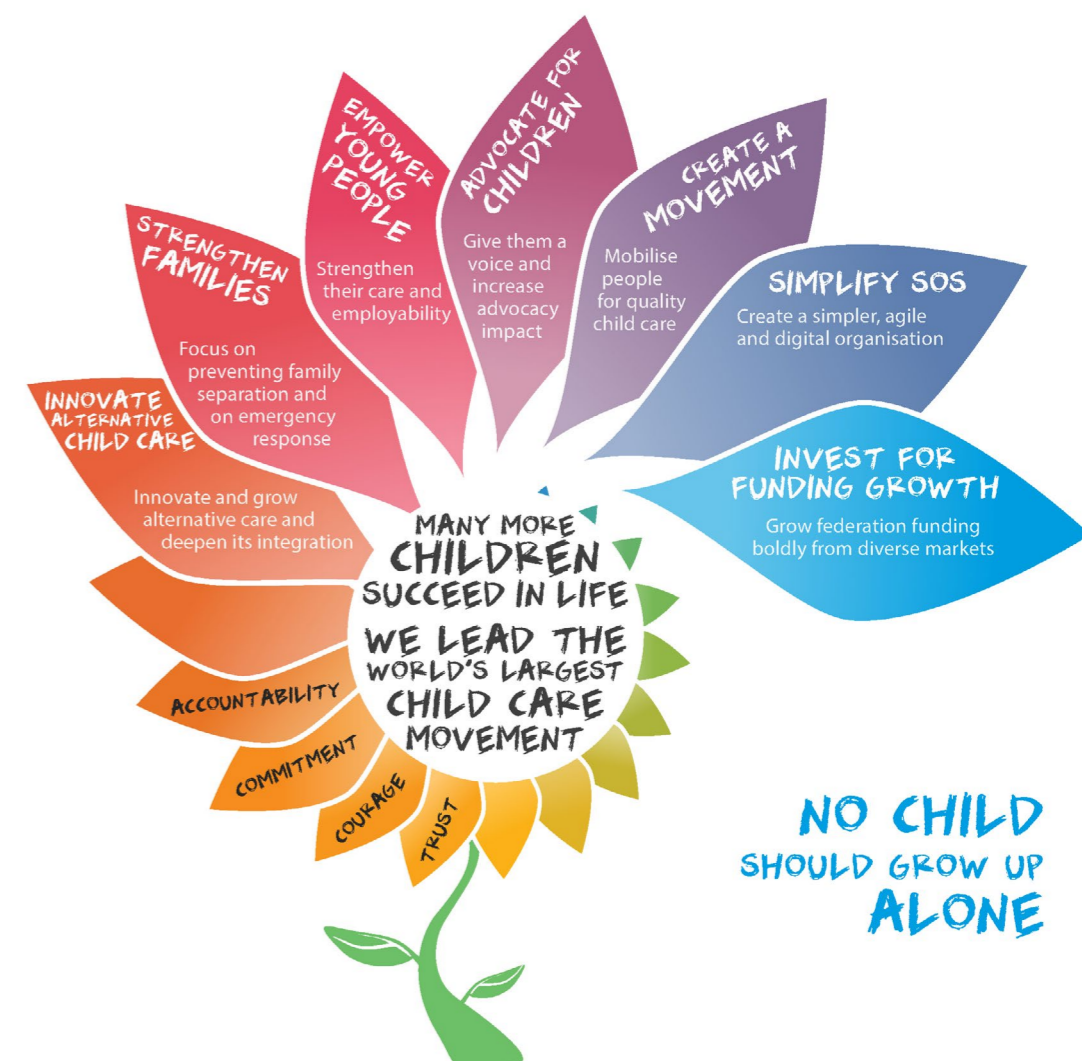 INNOVATE
ALTERNATIVE
CHILD CARE
Innovate and grow
alternative care and
deepen its integration
STRENGTHEN
FAMILIES
Focus on
preventing family
separation and
on emergency
response
EMPOWER
YOUNG
PEOPLE
Strengthen
their care and
employability
ADVOCATE FOR
CHILDREN
Give them a
voice and
increase
advocacy
impact
CREATE A
MOVEMENT
Mobilise
people
for quality
child care
SIMPLIFY SOS
Create a simpler, agile
and digital organisation
INVEST FOR
FUNDING GROWTH
Grow federation funding
boldly from diverse markets
MANY MORE
CHILDREN
SUCCEED IN LIFE
WE LEAD THE
WORLD'S LARGEST
CHILD CARE
MOVEMENT
ACCOUNTABILITY
COMMITMENT
COURAGE
TRUST
NO CHILD
SHOULD GROW UP
ALONE